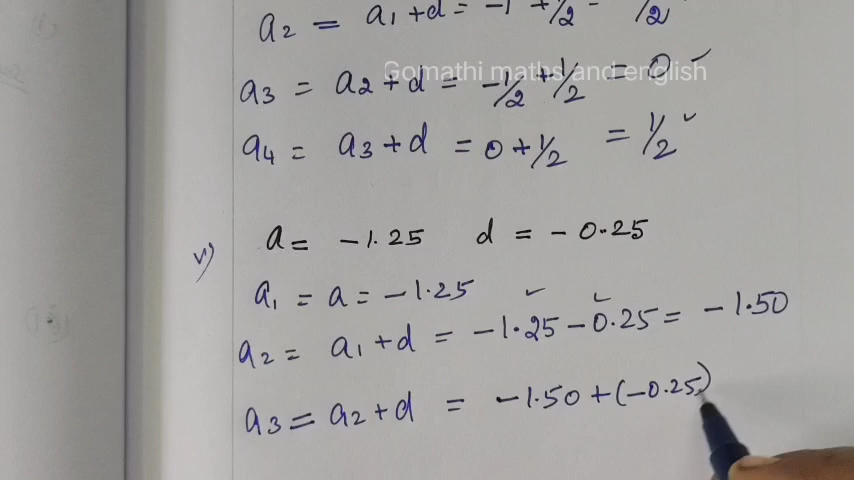 a2 = a1 + d = -1 + 1/2 = -1/2
a3 = a2 + d = -1/2 + 1/2 = 0 ✓
a4 = a3 + d = 0 + 1/2 = 1/2 ✓
Gomathi maths and english
v) a = -1.25 d = -0.25
a1 = a = -1.25 ✓
a2 = a1 + d = -1.25 - 0.25 = -1.50
a3 = a2 + d = -1.50 + (-0.25)